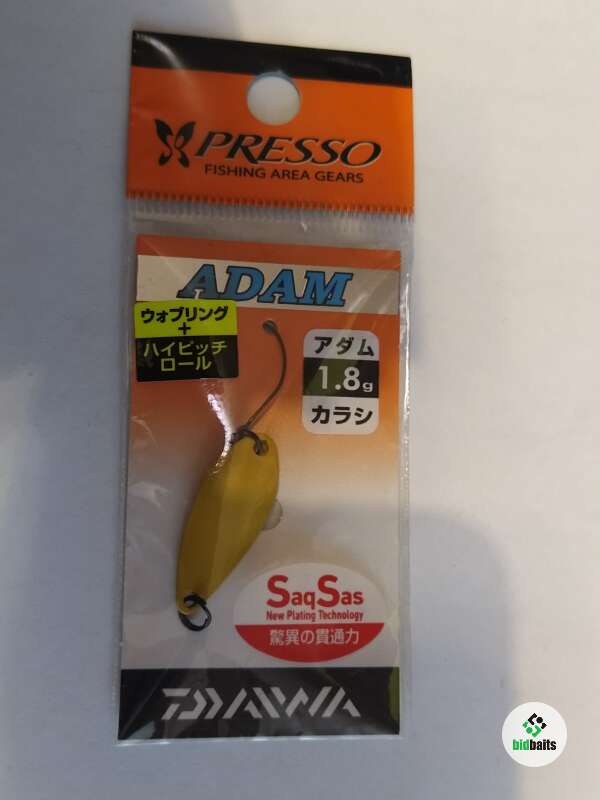 PRESSO
FISHING AREA GEARS
ADAM
ウォブリング
+
ハイピッチ
ロール
アダム
1.8g
カラシ
SaqSas
New Plating Technology
驚異の貫通力
DAIWA
bidbaits